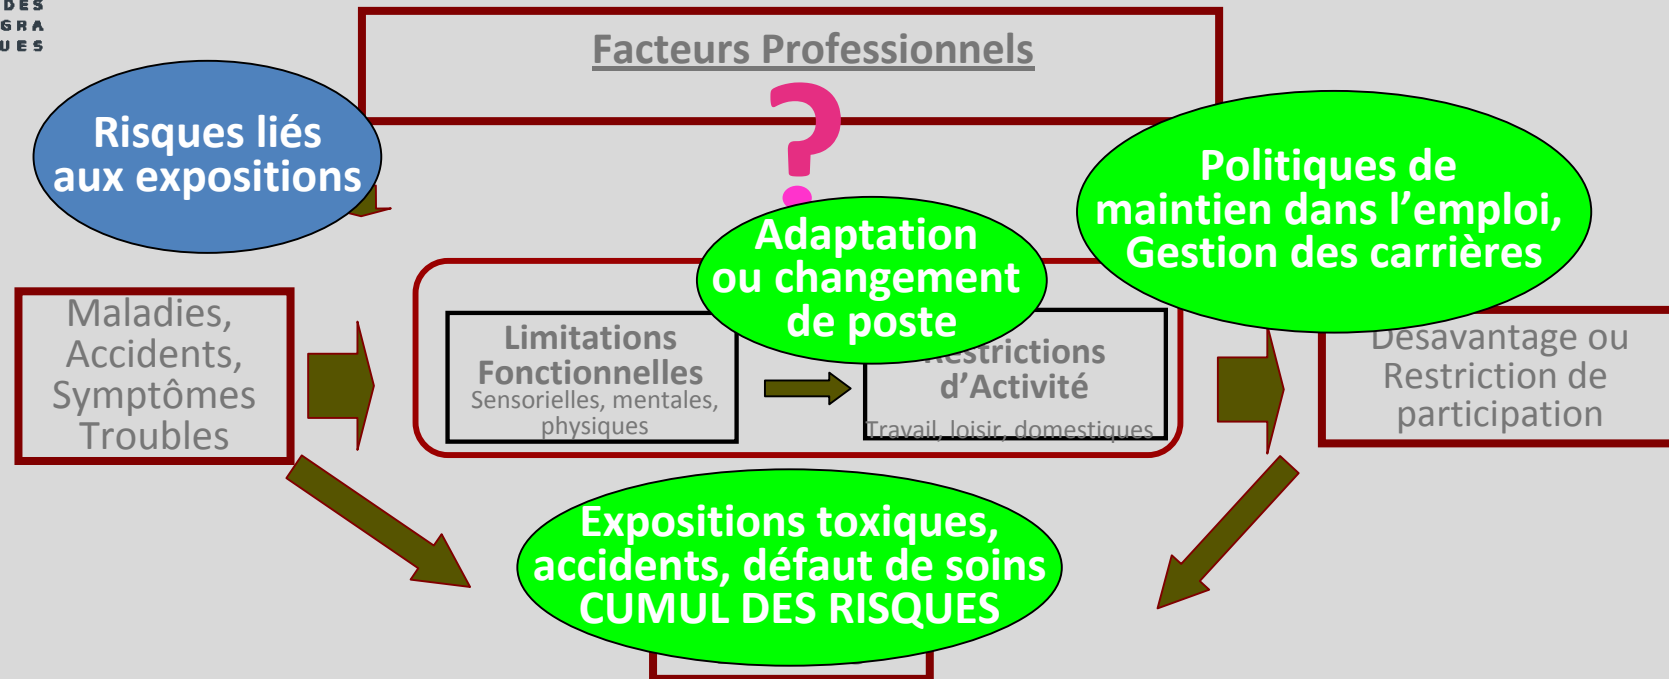 DES
GRA
UES
Facteurs Professionnels
?
Risques liés
aux expositions
Politiques de
maintien dans l’emploi,
Gestion des carrières
Adaptation
ou changement
de poste
Maladies,
Accidents,
Symptômes
Troubles
Limitations
Fonctionnelles
Sensorielles, mentales,
physiques
Restrictions
d’Activité
Travail, loisir, domestiques
Désavantage ou
Restriction de
participation
Expositions toxiques,
accidents, défaut de soins
CUMUL DES RISQUES